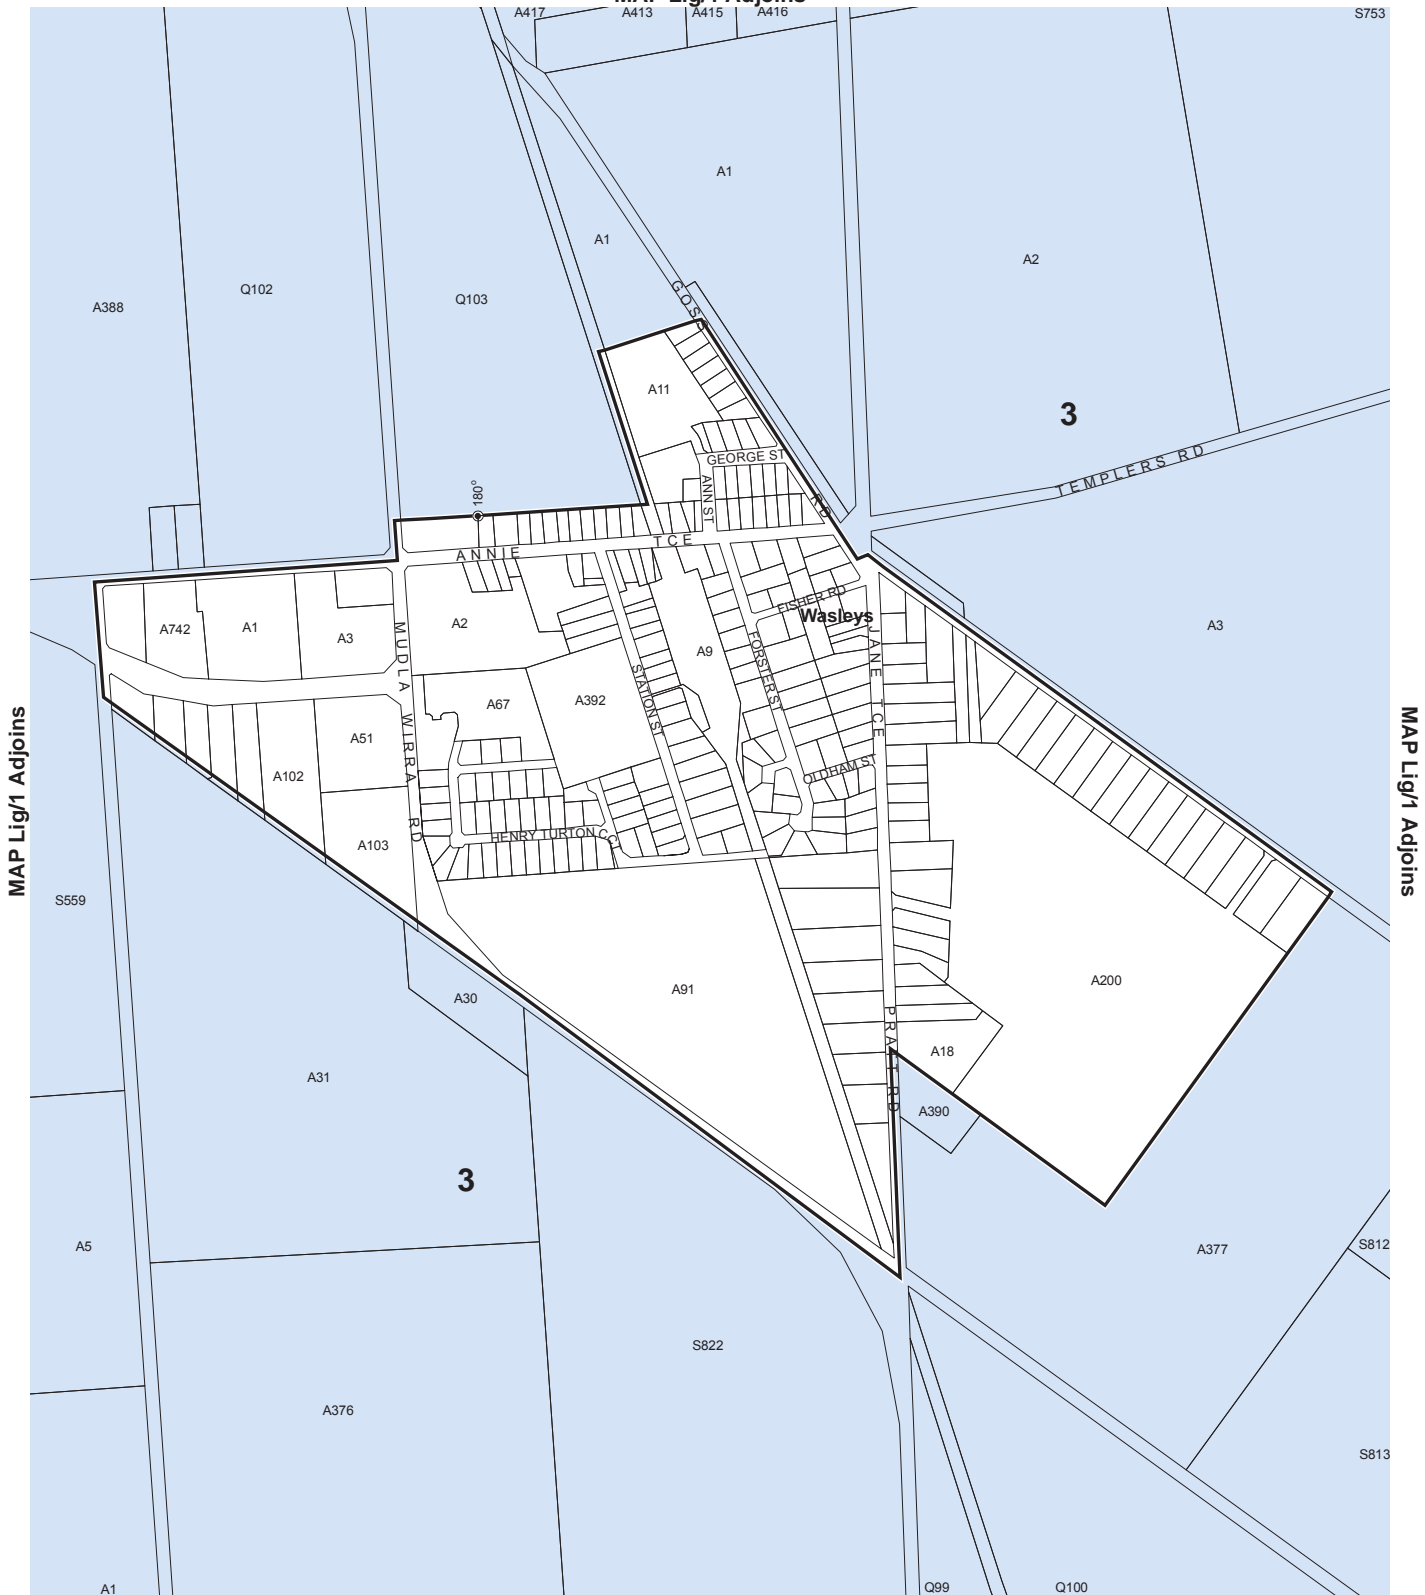 MAP Lig/1 Adjoins
A417
A413
A415
A416
S753
A1
A1
A2
Q102
Q103
A388
GOSS RD
A11
3
TEMPLERS RD
GEORGE ST
ANN ST
180°
ANNIE TCE
FISHER RD
Wasleys
A742
A1
A3
A2
A9
A3
MUDLA WIRRA RD
STATION ST
FORSTER ST
JANE TCE
A67
A392
A51
A102
OLDHAM ST
MAP Lig/1 Adjoins
MAP Lig/1 Adjoins
HENRY TURTON CC
A103
S559
A91
A200
A30
PRATT RD
A18
A31
A390
3
A5
A377
S812
S822
A376
S813
A1
Q99
Q100